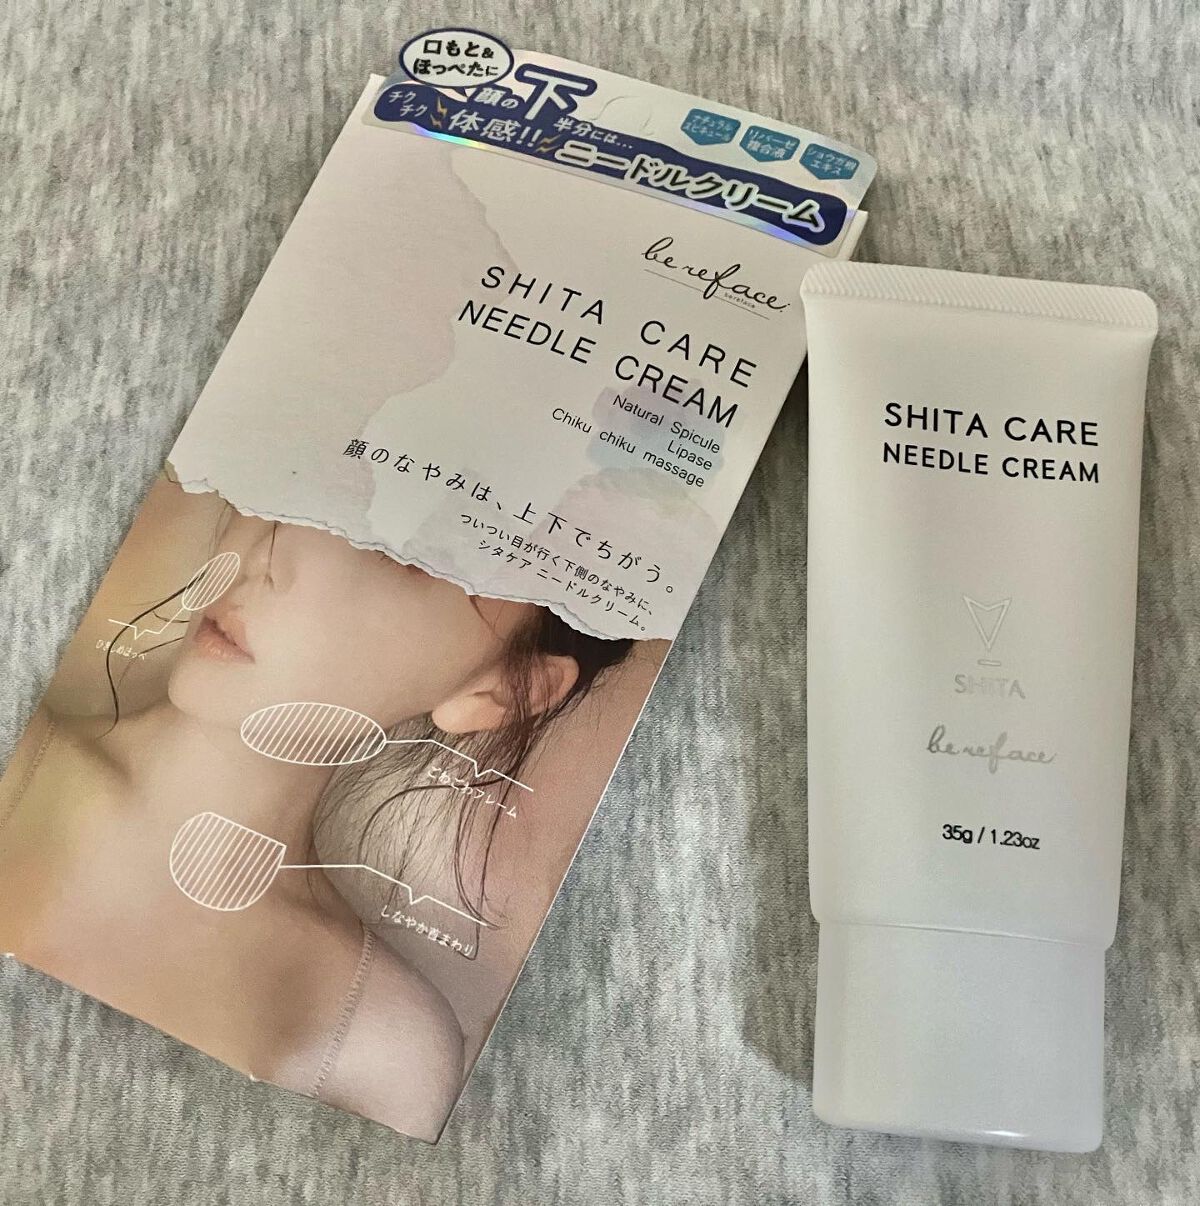 口もと&
ほっぺたに
顔の下半分には...
チク
チク
体感!!
ニードルクリーム
ナチュラル
スピキュール
リパーゼ
複合液
ショウガ根
エキス
be reface.
bereface
SHITA CARE
NEEDLE CREAM
Natural Spicule
Lipase
Chiku chiku massage
顔のなやみは、上下でちがう。
ついつい目が行く下側のなやみに、
シタケア ニードルクリーム。
ひきしめほっぺ
ごわごわフレーム
しなやか首まわり
SHITA CARE
NEEDLE CREAM
SHITA
be reface.
35g / 1.23oz